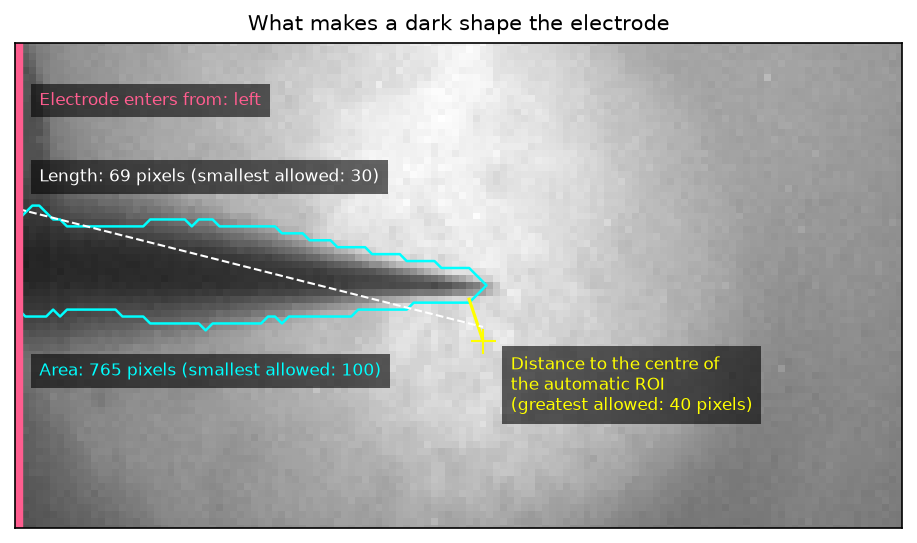 What makes a dark shape the electrode
Electrode enters from: left
Length: 69 pixels (smallest allowed: 30)
Area: 765 pixels (smallest allowed: 100)
Distance to the centre of
the automatic ROI
(greatest allowed: 40 pixels)